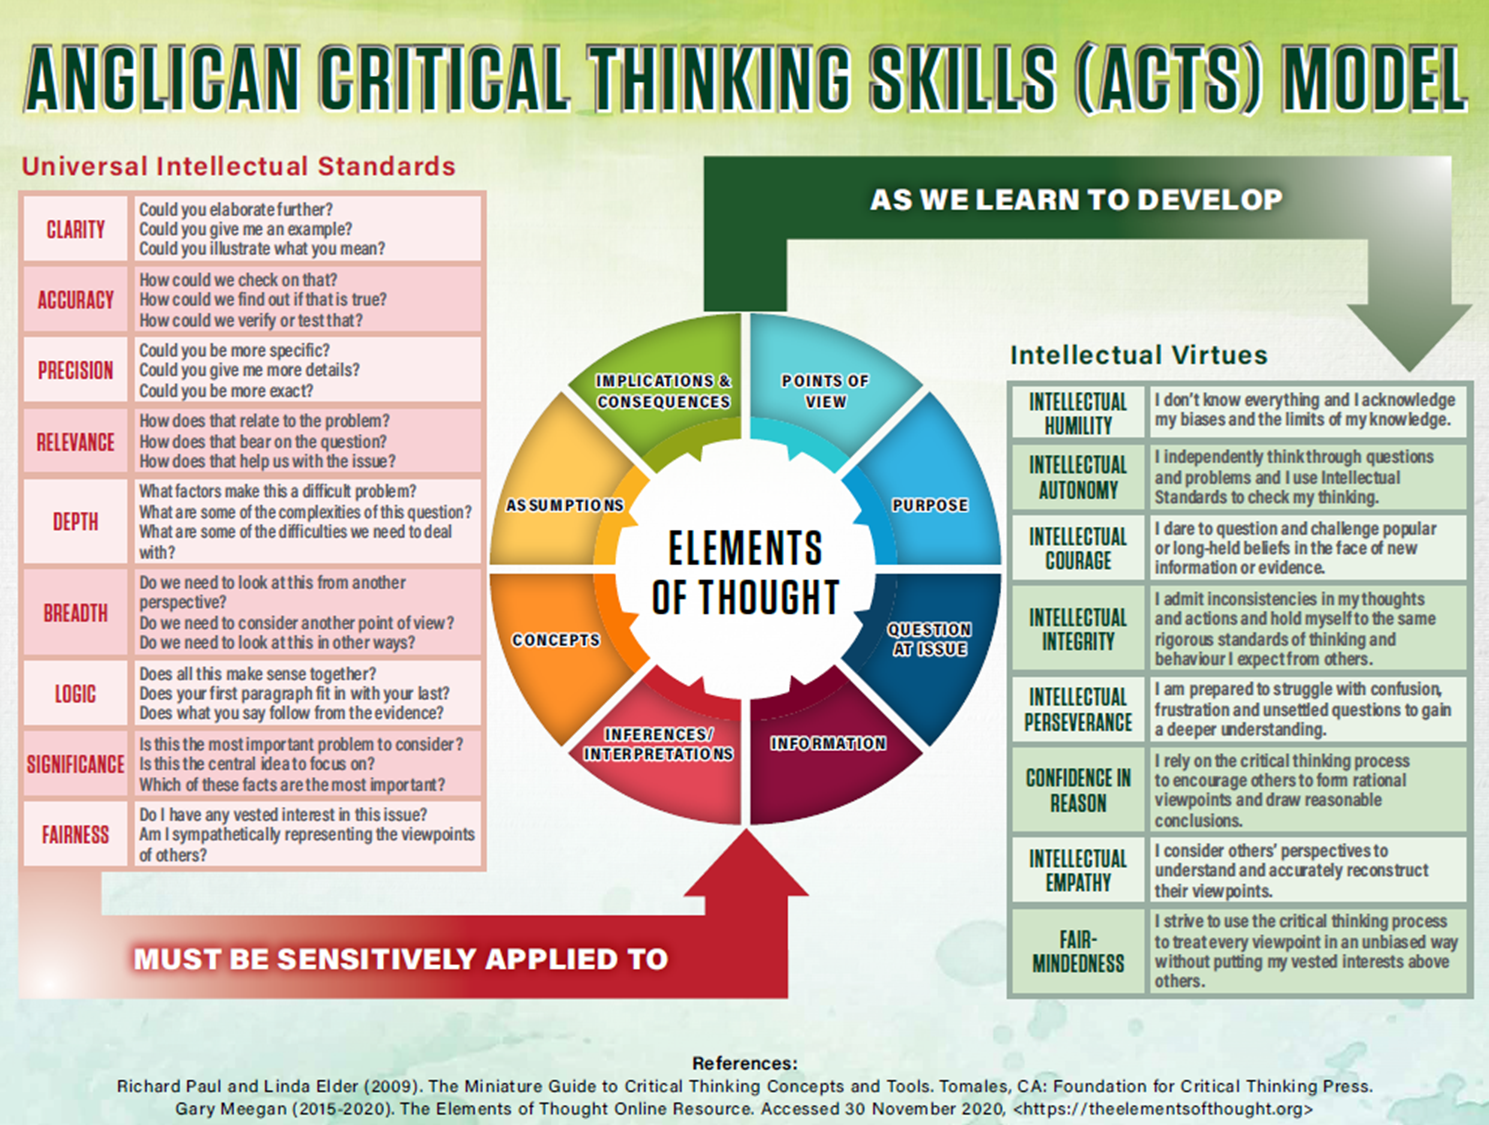 ANGLICAN CRITICAL THINKING SKILLS (ACTS) MODEL
Universal Intellectual Standards
CLARITY
Could you elaborate further?
Could you give me an example?
Could you illustrate what you mean?
ACCURACY
How could we check on that?
How could we find out if that is true?
How could we verify or test that?
PRECISION
Could you be more specific?
Could you give me more details?
Could you be more exact?
RELEVANCE
How does that relate to the problem?
How does that bear on the question?
How does that help us with the issue?
DEPTH
What factors make this a difficult problem?
What are some of the complexities of this question?
What are some of the difficulties we need to deal
with?
BREADTH
Do we need to look at this from another
perspective?
Do we need to consider another point of view?
Do we need to look at this in other ways?
LOGIC
Does all this make sense together?
Does your first paragraph fit in with your last?
Does what you say follow from the evidence?
SIGNIFICANCE
Is this the most important problem to consider?
Is this the central idea to focus on?
Which of these facts are the most important?
FAIRNESS
Do I have any vested interest in this issue?
Am I sympathetically representing the viewpoints
of others?
MUST BE SENSITIVELY APPLIED TO
ELEMENTS
OF THOUGHT
POINTS OF
VIEW
PURPOSE
QUESTION
AT ISSUE
INFORMATION
INFERENCES/
INTERPRETATIONS
CONCEPTS
ASSUMPTIONS
IMPLICATIONS &
CONSEQUENCES
AS WE LEARN TO DEVELOP
Intellectual Virtues
INTELLECTUAL
HUMILITY
I don't know everything and I acknowledge
my biases and the limits of my knowledge.
INTELLECTUAL
AUTONOMY
I independently think through questions
and problems and I use Intellectual
Standards to check my thinking.
INTELLECTUAL
COURAGE
I dare to question and challenge popular
or long-held beliefs in the face of new
information or evidence.
INTELLECTUAL
INTEGRITY
I admit inconsistencies in my thoughts
and actions and hold myself to the same
rigorous standards of thinking and
behaviour I expect from others.
INTELLECTUAL
PERSEVERANCE
I am prepared to struggle with confusion,
frustration and unsettled questions to gain
a deeper understanding.
CONFIDENCE IN
REASON
I rely on the critical thinking process
to encourage others to form rational
viewpoints and draw reasonable
conclusions.
INTELLECTUAL
EMPATHY
I consider others' perspectives to
understand and accurately reconstruct
their viewpoints.
FAIR-
MINDEDNESS
I strive to use the critical thinking process
to treat every viewpoint in an unbiased way
without putting my vested interests above
others.
References:
Richard Paul and Linda Elder (2009). The Miniature Guide to Critical Thinking Concepts and Tools. Tomales, CA: Foundation for Critical Thinking Press.
Gary Meegan (2015-2020). The Elements of Thought Online Resource. Accessed 30 November 2020, <https://theelementsofthought.org>